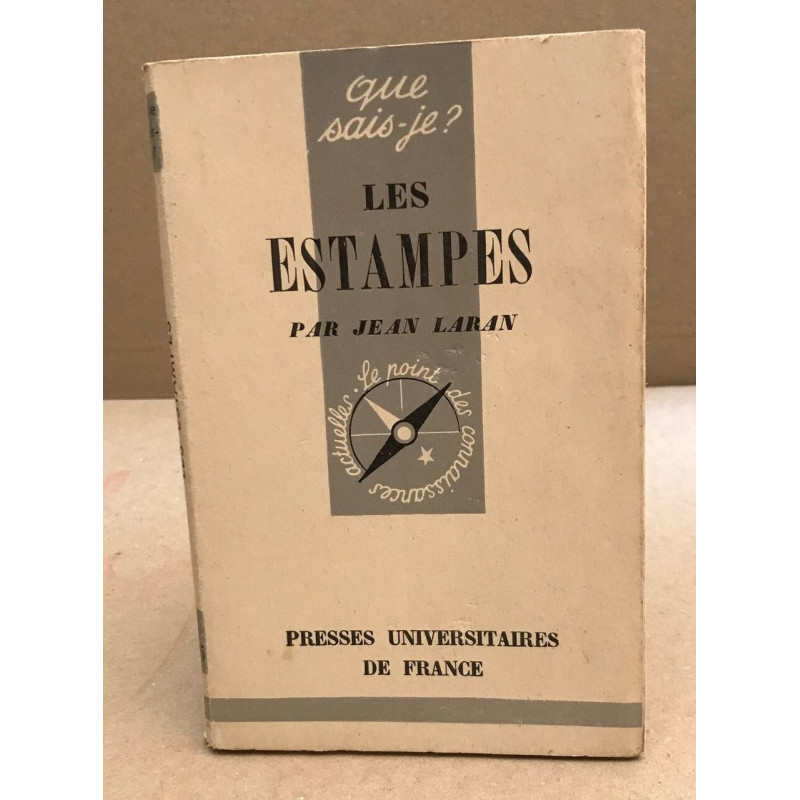 que
sais-je?
LES
ESTAMPES
PAR JEAN LARAN
Le point des connaissances actuelles.
PRESSES UNIVERSITAIRES
DE FRANCE